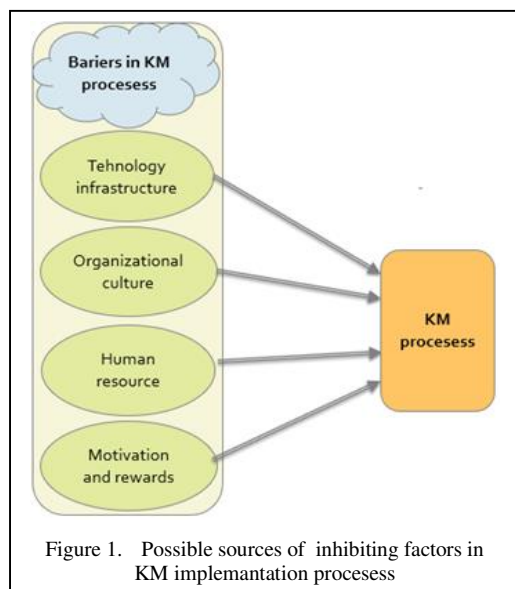 Bariers in KM
procesess
Tehnology
infrastructure
Organizational
culture
Human
resource
Motivation
and rewards
KM
procesess
Figure 1. Possible sources of inhibiting factors in
KM implemantation procesess